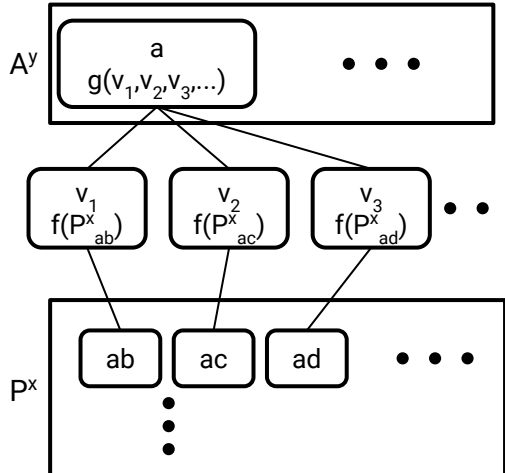 A^y
a
g(v_1,v_2,v_3,...)
v_1
f(P^x_ab)
v_2
f(P^x_ac)
v_3
f(P^x_ad)
P^x
ab
ac
ad